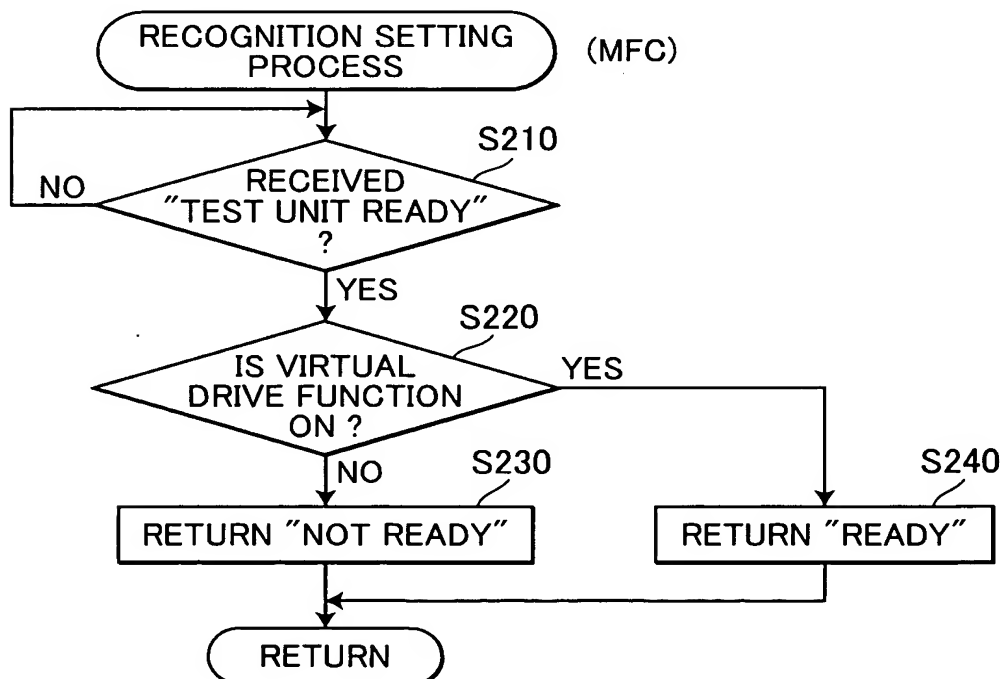 RECOGNITION SETTING
PROCESS
(MFC)
S210
NO
RECEIVED
"TEST UNIT READY"
?
YES
S220
IS VIRTUAL
DRIVE FUNCTION
ON ?
YES
NO
S230
S240
RETURN "NOT READY"
RETURN "READY"
RETURN